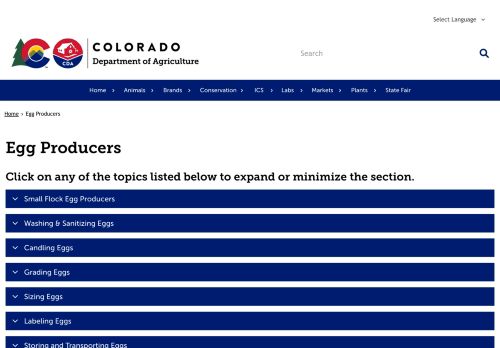 Select Language
COLORADO
Department of Agriculture
CDA
Search
Home Animals Brands Conservation ICS Labs Markets Plants State Fair
Home › Egg Producers
Egg Producers
Click on any of the topics listed below to expand or minimize the section.
Small Flock Egg Producers
Washing & Sanitizing Eggs
Candling Eggs
Grading Eggs
Sizing Eggs
Labeling Eggs
Storing and Transporting Eggs